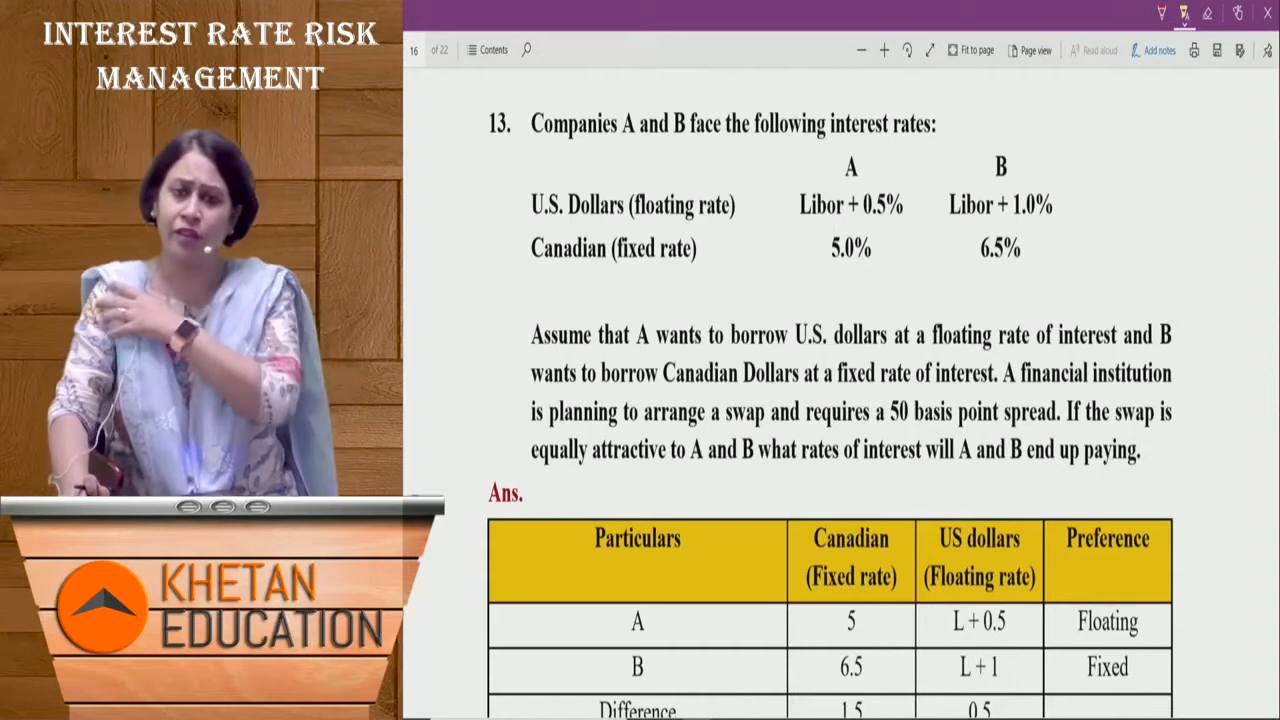 INTEREST RATE RISK
MANAGEMENT
KHETAN
EDUCATION
16 of 22 Contents Fit to page Page view Read aloud Add notes
13. Companies A and B face the following interest rates:
A B
U.S. Dollars (floating rate) Libor + 0.5% Libor + 1.0%
Canadian (fixed rate) 5.0% 6.5%
Assume that A wants to borrow U.S. dollars at a floating rate of interest and B
wants to borrow Canadian Dollars at a fixed rate of interest. A financial institution
is planning to arrange a swap and requires a 50 basis point spread. If the swap is
equally attractive to A and B what rates of interest will A and B end up paying.
Ans.
Particulars Canadian US dollars Preference
(Fixed rate) (Floating rate)
A 5 L + 0.5 Floating
B 6.5 L + 1 Fixed
Difference 1.5 0.5